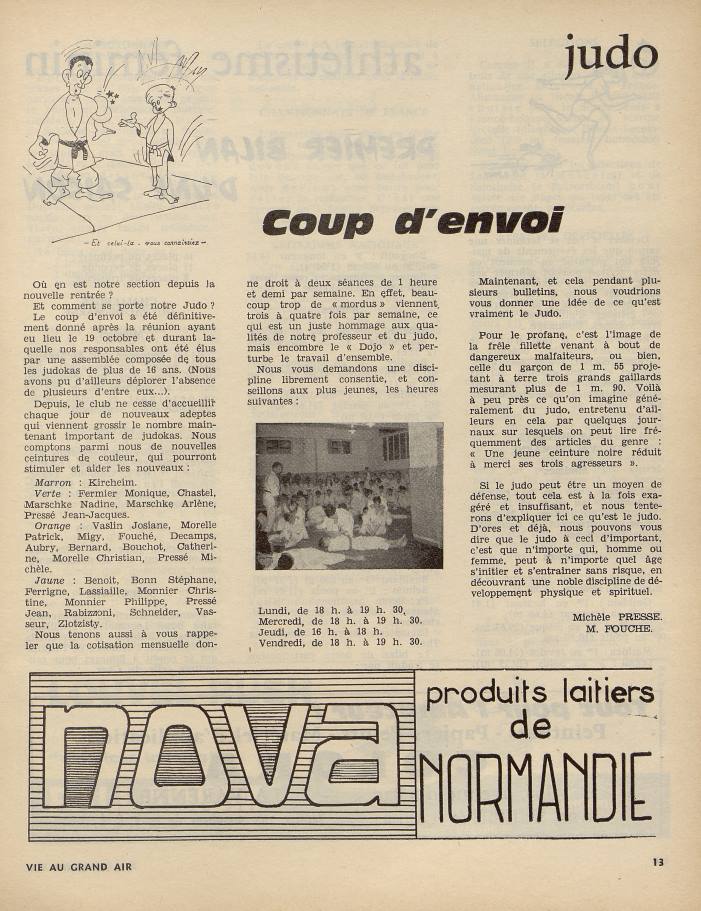 judo
— Et celui-là . vous connaissiez —
Coup d'envoi
Où en est notre section depuis la
nouvelle rentrée ?
Et comment se porte notre Judo ?
Le coup d'envoi a été définitive-
ment donné après la réunion ayant
eu lieu le 19 octobre et durant la-
quelle nos responsables ont été élus
par une assemblée composée de tous
les judokas de plus de 16 ans. (Nous
avons pu d'ailleurs déplorer l'absence
de plusieurs d'entre eux...).
Depuis, le club ne cesse d'accueillir
chaque jour de nouveaux adeptes
qui viennent grossir le nombre main-
tenant important de judokas. Nous
comptons parmi nous de nouvelles
ceintures de couleur, qui pourront
stimuler et aider les nouveaux :
Marron : Kircheim.
Verte : Fermier Monique, Chastel,
Marschke Nadine, Marschke Arlène,
Pressé Jean-Jacques.
Orange : Vaslin Josiane, Morelle
Patrick, Migy, Fouché, Decamps,
Aubry, Bernard, Bouchot, Catheri-
ne, Morelle Christian, Pressé Mi-
chèle.
Jaune : Benoit, Bonn Stéphane,
Ferrigne, Lassiaille, Monnier Chris-
tine, Monnier Philippe, Pressé
Jean, Rabizzoni, Schneider, Vas-
seur, Zlotzisty.
Nous tenons aussi à vous rappe-
ler que la cotisation mensuelle don-
ne droit à deux séances de 1 heure
et demi par semaine. En effet, beau-
coup trop de « mordus » viennent
trois à quatre fois par semaine, ce
qui est un juste hommage aux qua-
lités de notre professeur et du judo,
mais encombre le « Dojo » et per-
turbe le travail d'ensemble.
Nous vous demandons une disci-
pline librement consentie, et con-
seillons aux plus jeunes, les heures
suivantes :
Lundi, de 18 h. à 19 h. 30,
Mercredi, de 18 h. à 19 h. 30.
Jeudi, de 16 h. à 18 h.
Vendredi, de 18 h. à 19 h. 30.
Maintenant, et cela pendant plu-
sieurs bulletins, nous voudrions
vous donner une idée de ce qu'est
vraiment le Judo.
Pour le profane, c'est l'image de
la frêle fillette venant à bout de
dangereux malfaiteurs, ou bien,
celle du garçon de 1 m. 55 proje-
tant à terre trois grands gaillards
mesurant plus de 1 m. 90. Voilà
à peu près ce qu'on imagine géné-
ralement du judo, entretenu d'ail-
leurs en cela par quelques jour-
naux sur lesquels on peut lire fré-
quemment des articles du genre :
« Une jeune ceinture noire réduit
à merci ses trois agresseurs ».
Si le judo peut être un moyen de
défense, tout cela est à la fois exa-
géré et insuffisant, et nous tente-
rons d'expliquer ici ce qu'est le judo.
D'ores et déjà, nous pouvons vous
dire que le judo à ceci d'important,
c'est que n'importe qui, homme ou
femme, peut à n'importe quel âge
s'initier et s'entraîner sans risque, en
découvrant une noble discipline de dé-
veloppement physique et spirituel.
Michèle PRESSE.
M. FOUCHE.
nova
produits laitiers
de
NORMANDIE
VIE AU GRAND AIR
13